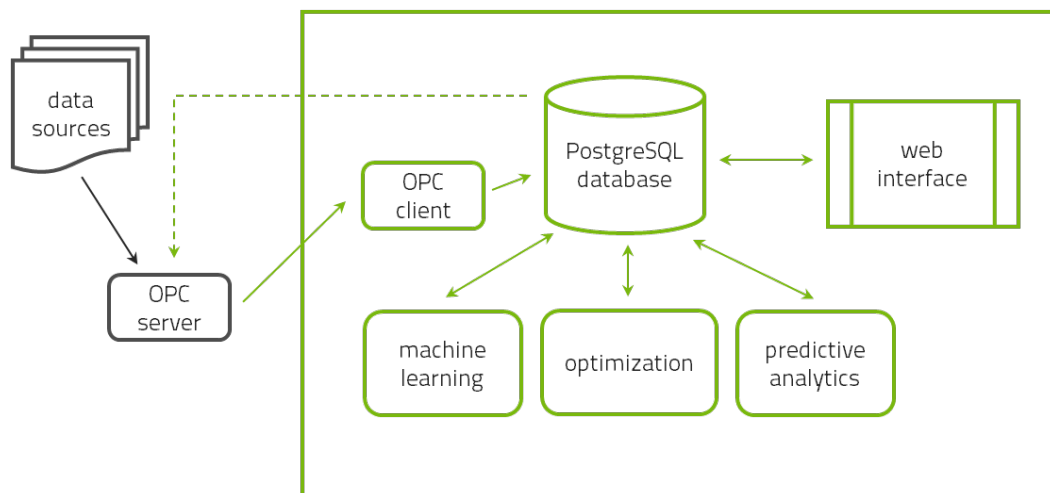 data
sources
PostgreSQL
database
web
interface
OPC
client
OPC
server
machine
learning
optimization
predictive
analytics